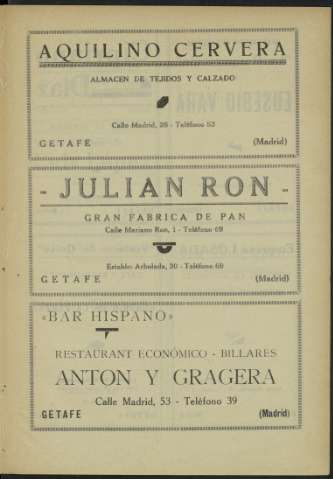 AQUILINO CERVERA
ALMACEN DE TEJIDOS Y CALZADO
Calle Madrid, 26 - Teléfono 52
GETAFE (Madrid)
- JULIAN RON -
GRAN FABRICA DE PAN
Calle Mariano Ron, 1 - Teléfono 69
Establo: Arbolada, 30 - Teléfono 69
GETAFE (Madrid)
«BAR HISPANO»
RESTAURANT ECONÓMICO - BILLARES
ANTON Y GRAGERA
Calle Madrid, 53 - Teléfono 39
GETAFE (Madrid)